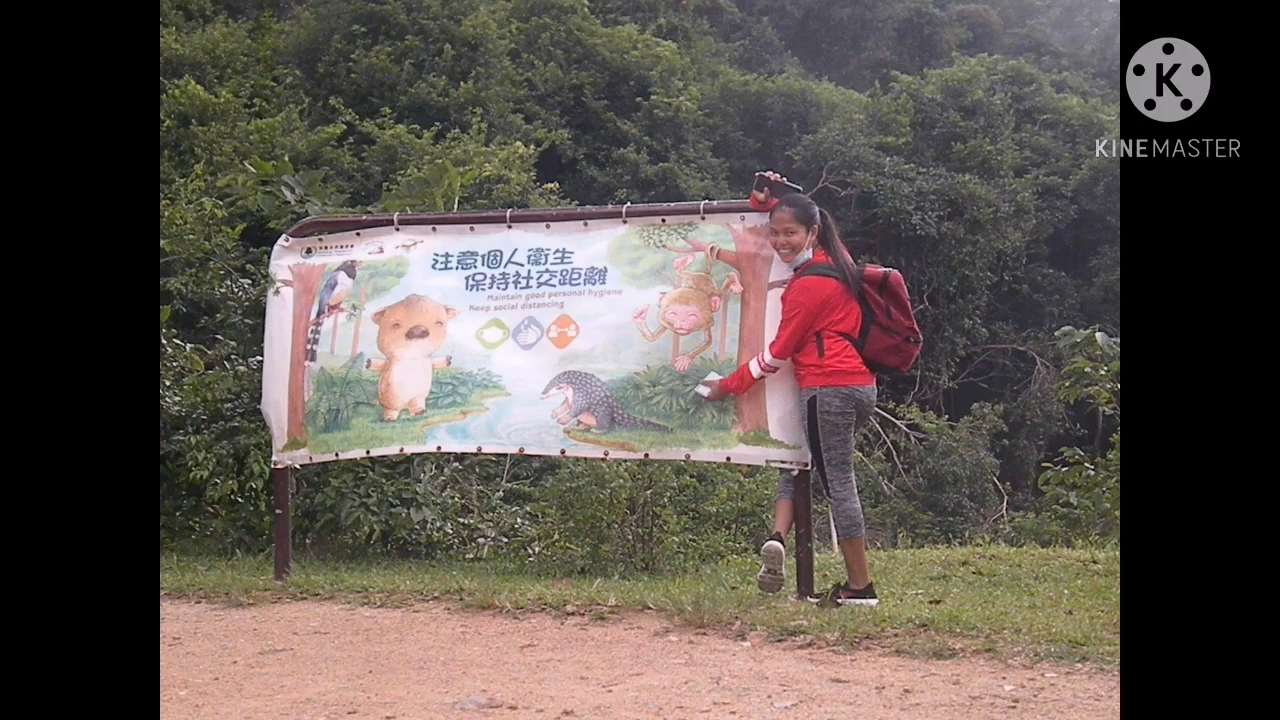 注意個人衞生
保持社交距離
Maintain good personal hygiene
Keep social distancing
K
KINEMASTER